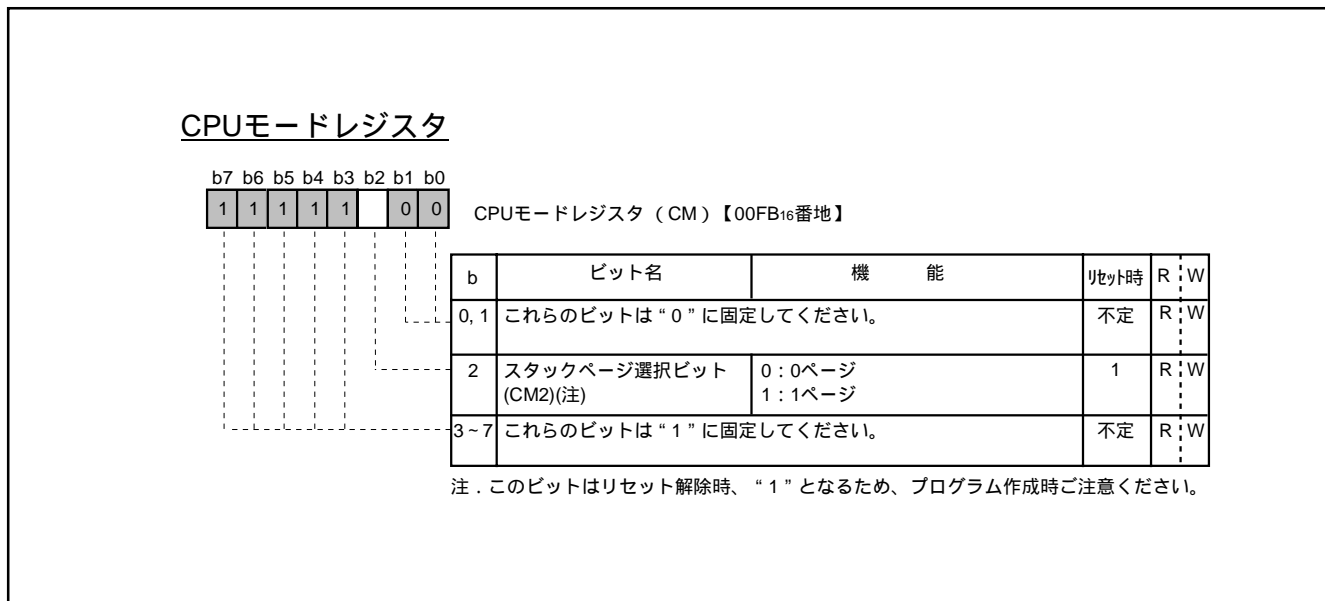 CPUモードレジスタ
b7 b6 b5 b4 b3 b2 b1 b0
1 1 1 1 1 0 0
CPUモードレジスタ（CM）【00FB16番地】
b ビット名 機 能 リセット時 R W
0, 1 これらのビットは“0”に固定してください。 不定 R W
2 スタックページ選択ビット 0：0ページ 1 R W
(CM2)(注) 1：1ページ
3～7 これらのビットは“1”に固定してください。 不定 R W
注．このビットはリセット解除時、“1”となるため、プログラム作成時ご注意ください。